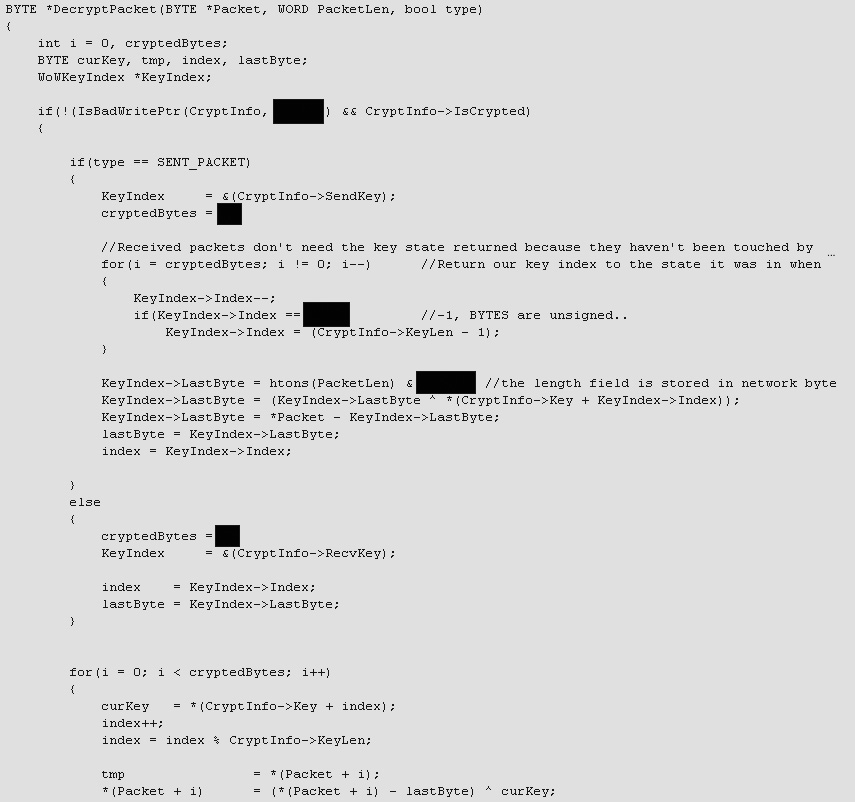 BYTE *DecryptPacket(BYTE *Packet, WORD PacketLen, bool type)
{
int i = 0, cryptedBytes;
BYTE curKey, tmp, index, lastByte;
WoWKeyIndex *KeyIndex;
if(!(IsBadWritePtr(CryptInfo, ) && CryptInfo->IsCrypted)
{
if(type == SENT_PACKET)
{
KeyIndex = &(CryptInfo->SendKey);
cryptedBytes =
//Received packets don't need the key state returned because they haven't been touched by ...
for(i = cryptedBytes; i != 0; i--) //Return our key index to the state it was in when
{
KeyIndex->Index--;
if(KeyIndex->Index == //-1, BYTES are unsigned..
KeyIndex->Index = (CryptInfo->KeyLen - 1);
}
KeyIndex->LastByte = htons(PacketLen) & //the length field is stored in network byte
KeyIndex->LastByte = (KeyIndex->LastByte ^ *(CryptInfo->Key + KeyIndex->Index));
KeyIndex->LastByte = *Packet - KeyIndex->LastByte;
lastByte = KeyIndex->LastByte;
index = KeyIndex->Index;
}
else
{
cryptedBytes =
KeyIndex = &(CryptInfo->RecvKey);
index = KeyIndex->Index;
lastByte = KeyIndex->LastByte;
}
for(i = 0; i < cryptedBytes; i++)
{
curKey = *(CryptInfo->Key + index);
index++;
index = index % CryptInfo->KeyLen;
tmp = *(Packet + i);
*(Packet + i) = (*(Packet + i) - lastByte) ^ curKey;